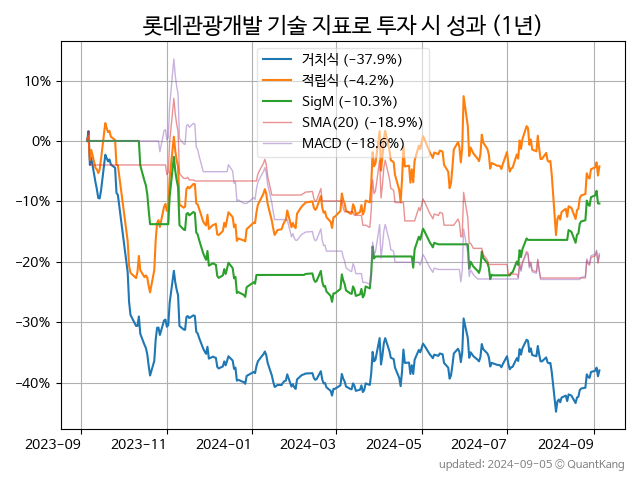 롯데관광개발 기술 지표로 투자 시 성과 (1년)
거치식 (−37.9%)
적립식 (−4.2%)
SigM (−10.3%)
SMA(20) (−18.9%)
MACD (−18.6%)
10%
0%
−10%
−20%
−30%
−40%
2023-09
2023-11
2024-01
2024-03
2024-05
2024-07
2024-09
updated: 2024-09-05 © QuantKang